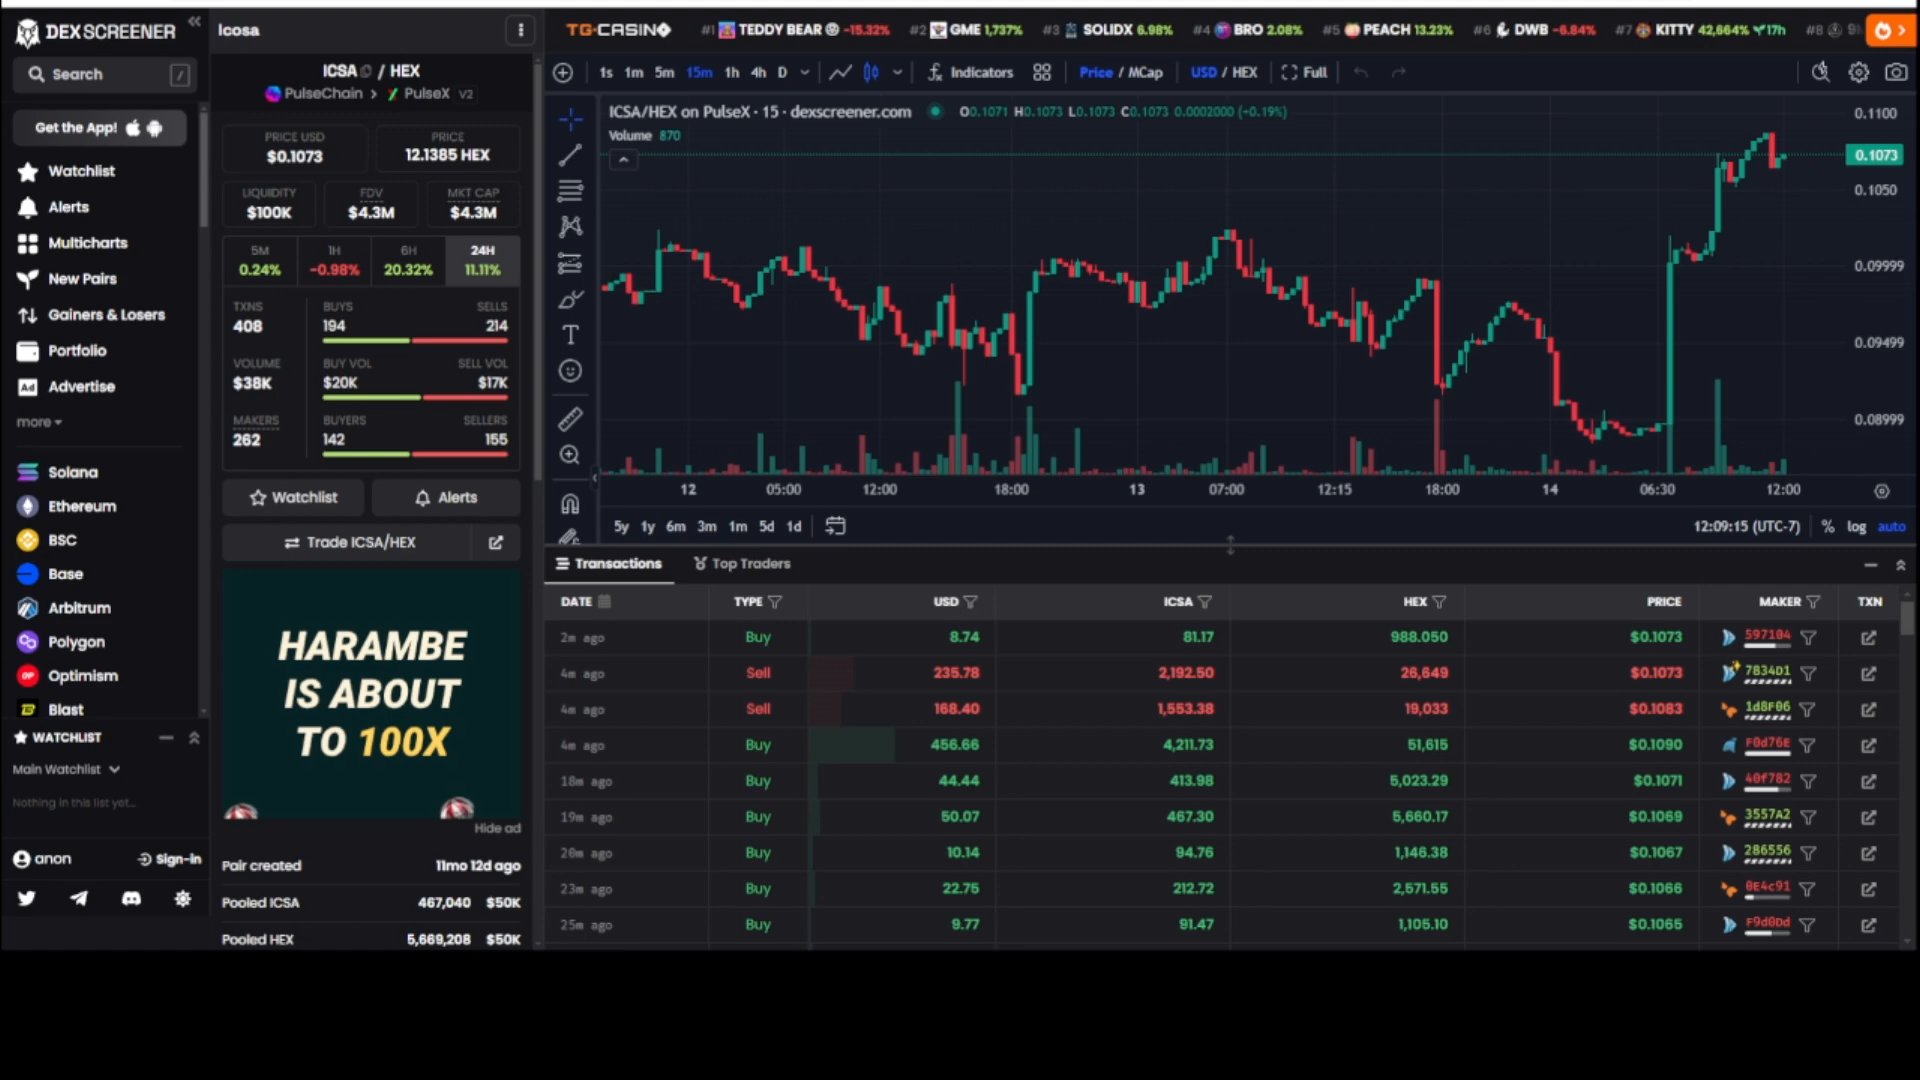 DEX SCREENER
Search /
Get the App!
Watchlist
Alerts
Multicharts
New Pairs
Gainers & Losers
Portfolio
Ad Advertise
more
Solana
Ethereum
BSC
Base
Arbitrum
Polygon
OP Optimism
Blast
WATCHLIST
Main Watchlist
Nothing in this list yet...
anon Sign-in
Icosa
ICSA / HEX
PulseChain > PulseX V2
PRICE USD PRICE
$0.1073 12.1385 HEX
LIQUIDITY FDV MKT CAP
$100K $4.3M $4.3M
5M 1H 6H 24H
0.24% -0.98% 20.32% 11.11%
TXNS BUYS SELLS
408 194 214
VOLUME BUY VOL SELL VOL
$38K $20K $17K
MAKERS BUYERS SELLERS
262 142 155
Watchlist Alerts
Trade ICSA/HEX
HARAMBE
IS ABOUT
TO 100X
Hide ad
Pair created 11mo 12d ago
Pooled ICSA 467,040 $50K
Pooled HEX 5,669,208 $50K
TG.CASINO #1 TEDDY BEAR -15.32% #2 GME 1,737% #3 SOLIDX 6.98% #4 BRO 2.08% #5 PEACH 13.23% #6 DWB -6.84% #7 KITTY 42,664% 17h #8
1s 1m 5m 15m 1h 4h D Indicators Price / MCap USD / HEX Full
ICSA/HEX on PulseX · 15 · dexscreener.com O0.1071 H0.1073 L0.1073 C0.1073 0.0002000 (+0.19%)
Volume 870
0.1100
0.1073
0.1050
0.09999
0.09499
0.08999
12 05:00 12:00 18:00 13 07:00 12:15 18:00 14 06:30 12:00
5y 1y 6m 3m 1m 5d 1d 12:09:15 (UTC-7) % log auto
Transactions Top Traders
DATE TYPE USD ICSA HEX PRICE MAKER TXN
2m ago Buy 8.74 81.17 988.050 $0.1073 597104
4m ago Sell 235.78 2,192.50 26,649 $0.1073 7834D1
4m ago Sell 168.40 1,553.38 19,033 $0.1083 1d8F06
4m ago Buy 456.66 4,211.73 51,615 $0.1090 F0d76E
18m ago Buy 44.44 413.98 5,023.29 $0.1071 40f782
19m ago Buy 50.07 467.30 5,660.17 $0.1069 3557A2
20m ago Buy 10.14 94.76 1,146.38 $0.1067 286556
23m ago Buy 22.75 212.72 2,571.55 $0.1066 0E4c91
25m ago Buy 9.77 91.47 1,105.10 $0.1065 F9d0Dd